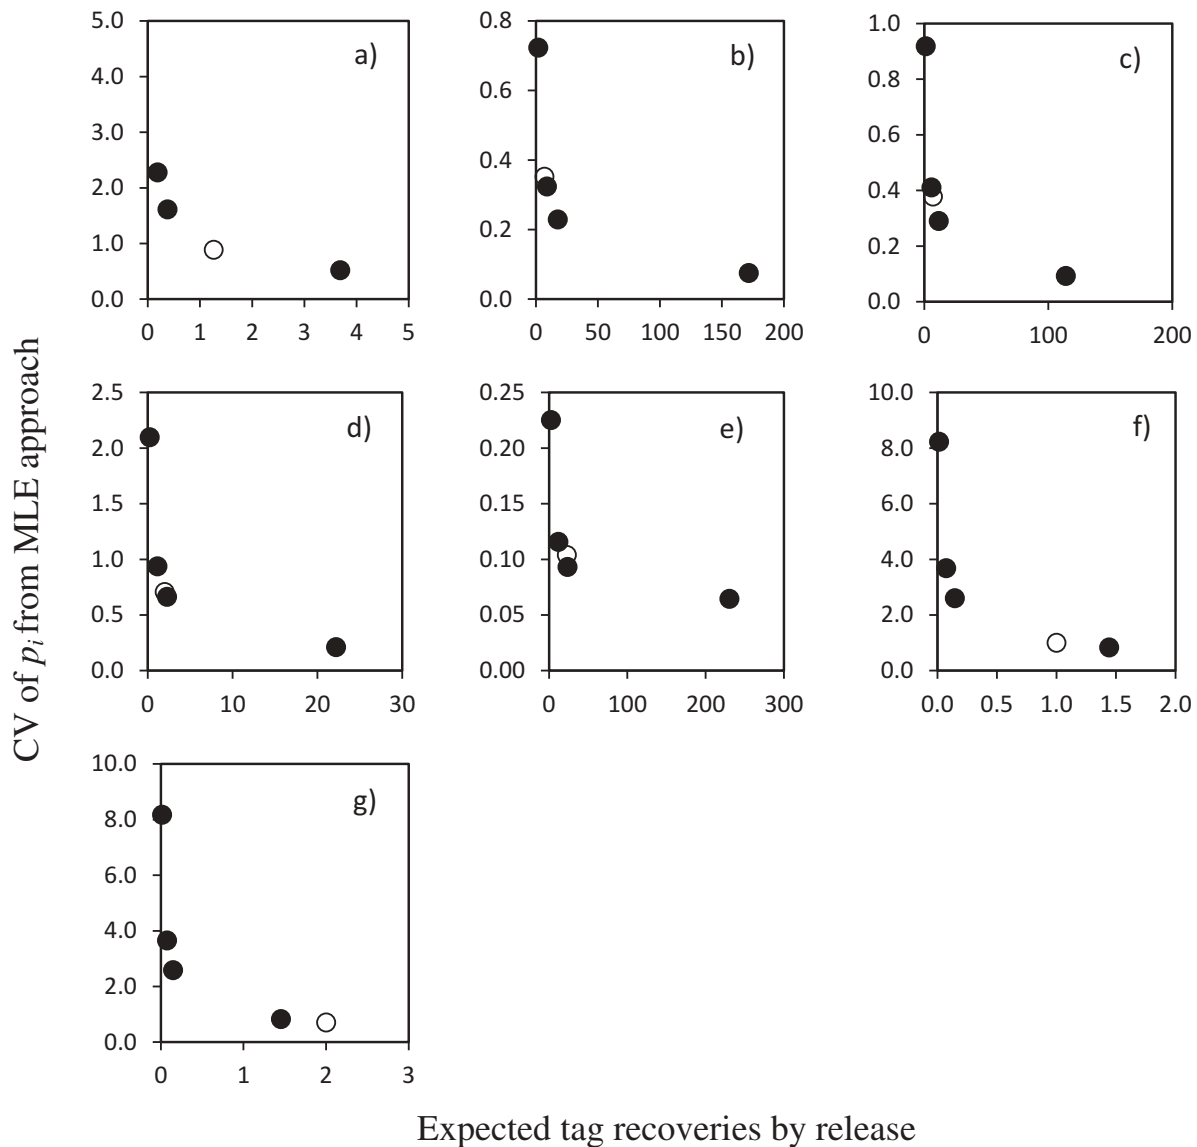 5.0
4.0
3.0
2.0
1.0
0.0
0 1 2 3 4 5
a)
0.8
0.6
0.4
0.2
0.0
0 50 100 150 200
b)
1.0
0.8
0.6
0.4
0.2
0.0
0 100 200
c)
2.5
2.0
1.5
1.0
0.5
0.0
0 10 20 30
d)
0.25
0.20
0.15
0.10
0.05
0.00
0 100 200 300
e)
10.0
8.0
6.0
4.0
2.0
0.0
0.0 0.5 1.0 1.5 2.0
f)
10.0
8.0
6.0
4.0
2.0
0.0
0 1 2 3
g)
CV of pi from MLE approach
Expected tag recoveries by release